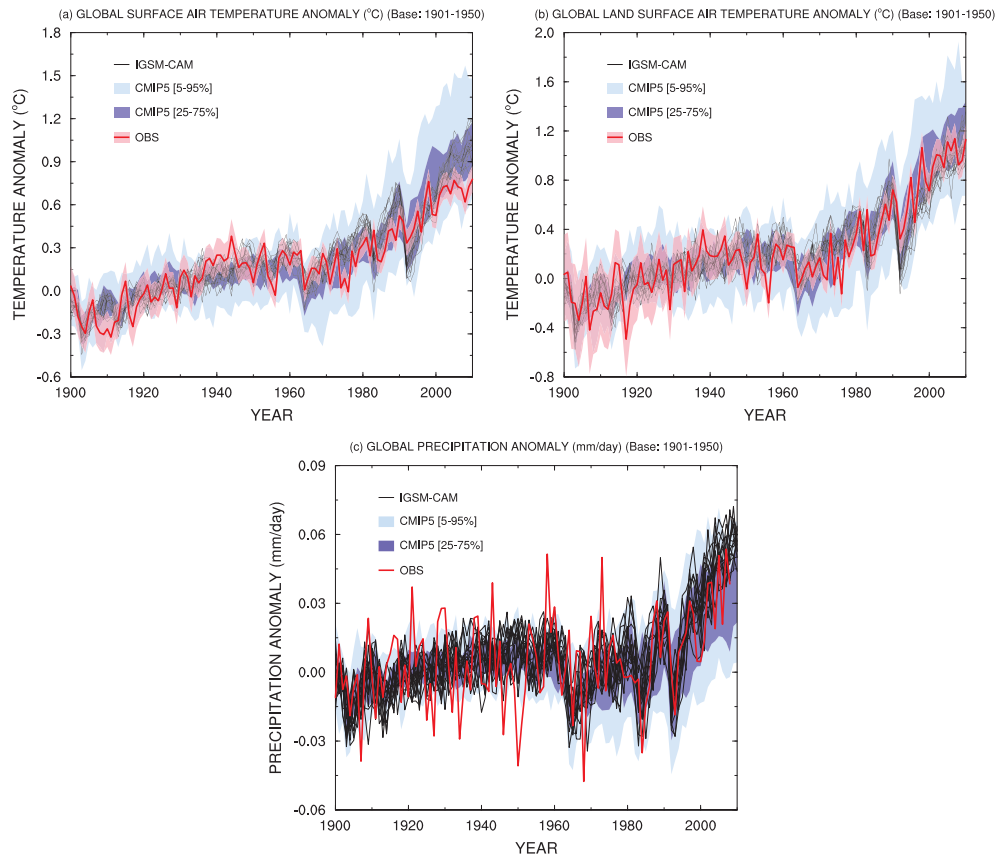 (a) GLOBAL SURFACE AIR TEMPERATURE ANOMALY (°C) (Base: 1901-1950)
TEMPERATURE ANOMALY (°C)
1.8
1.5
1.2
0.9
0.6
0.3
0.0
-0.3
-0.6
IGSM-CAM
CMIP5 [5-95%]
CMIP5 [25-75%]
OBS
1900 1920 1940 1960 1980 2000
YEAR
(b) GLOBAL LAND SURFACE AIR TEMPERATURE ANOMALY (°C) (Base: 1901-1950)
TEMPERATURE ANOMALY (°C)
2.0
1.6
1.2
0.8
0.4
0.0
-0.4
-0.8
IGSM-CAM
CMIP5 [5-95%]
CMIP5 [25-75%]
OBS
1900 1920 1940 1960 1980 2000
YEAR
(c) GLOBAL PRECIPITATION ANOMALY (mm/day) (Base: 1901-1950)
PRECIPITATION ANOMALY (mm/day)
0.09
0.06
0.03
0.00
-0.03
-0.06
IGSM-CAM
CMIP5 [5-95%]
CMIP5 [25-75%]
OBS
1900 1920 1940 1960 1980 2000
YEAR